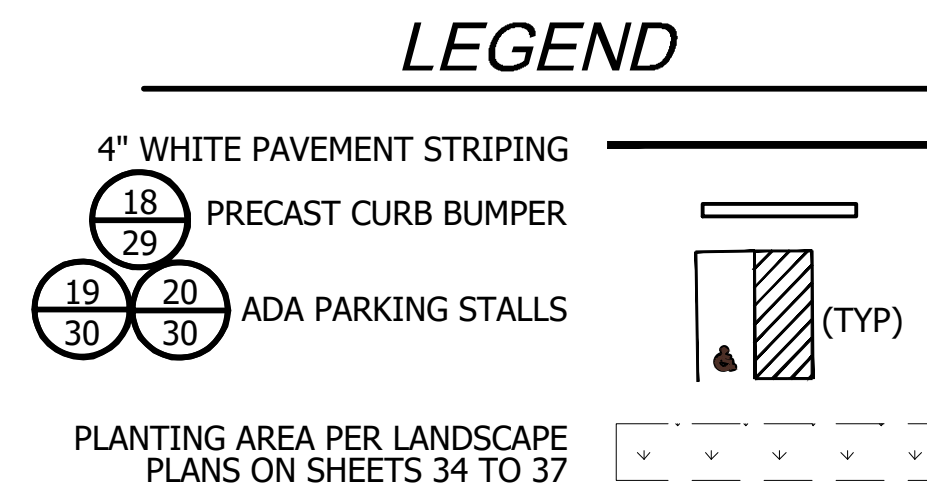 LEGEND
4" WHITE PAVEMENT STRIPING
18
29
PRECAST CURB BUMPER
19
30
20
30
ADA PARKING STALLS
(TYP)
PLANTING AREA PER LANDSCAPE
PLANS ON SHEETS 34 TO 37